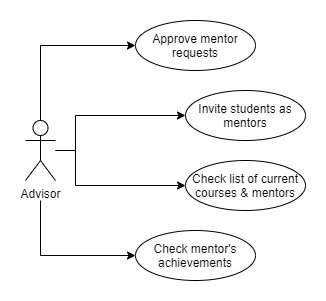 Approve mentor
requests
Invite students as
mentors
Check list of current
courses & mentors
Advisor
Check mentor's
achievements